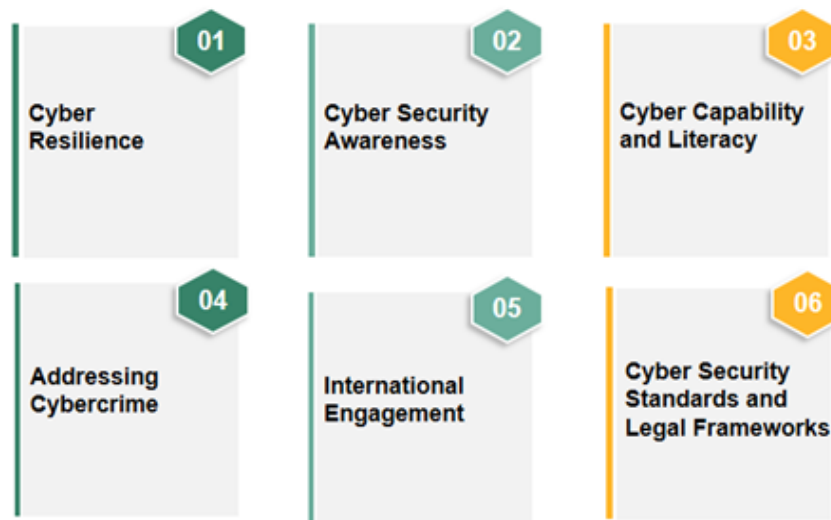 01
Cyber
Resilience
02
Cyber Security
Awareness
03
Cyber Capability
and Literacy
04
Addressing
Cybercrime
05
International
Engagement
06
Cyber Security
Standards and
Legal Frameworks